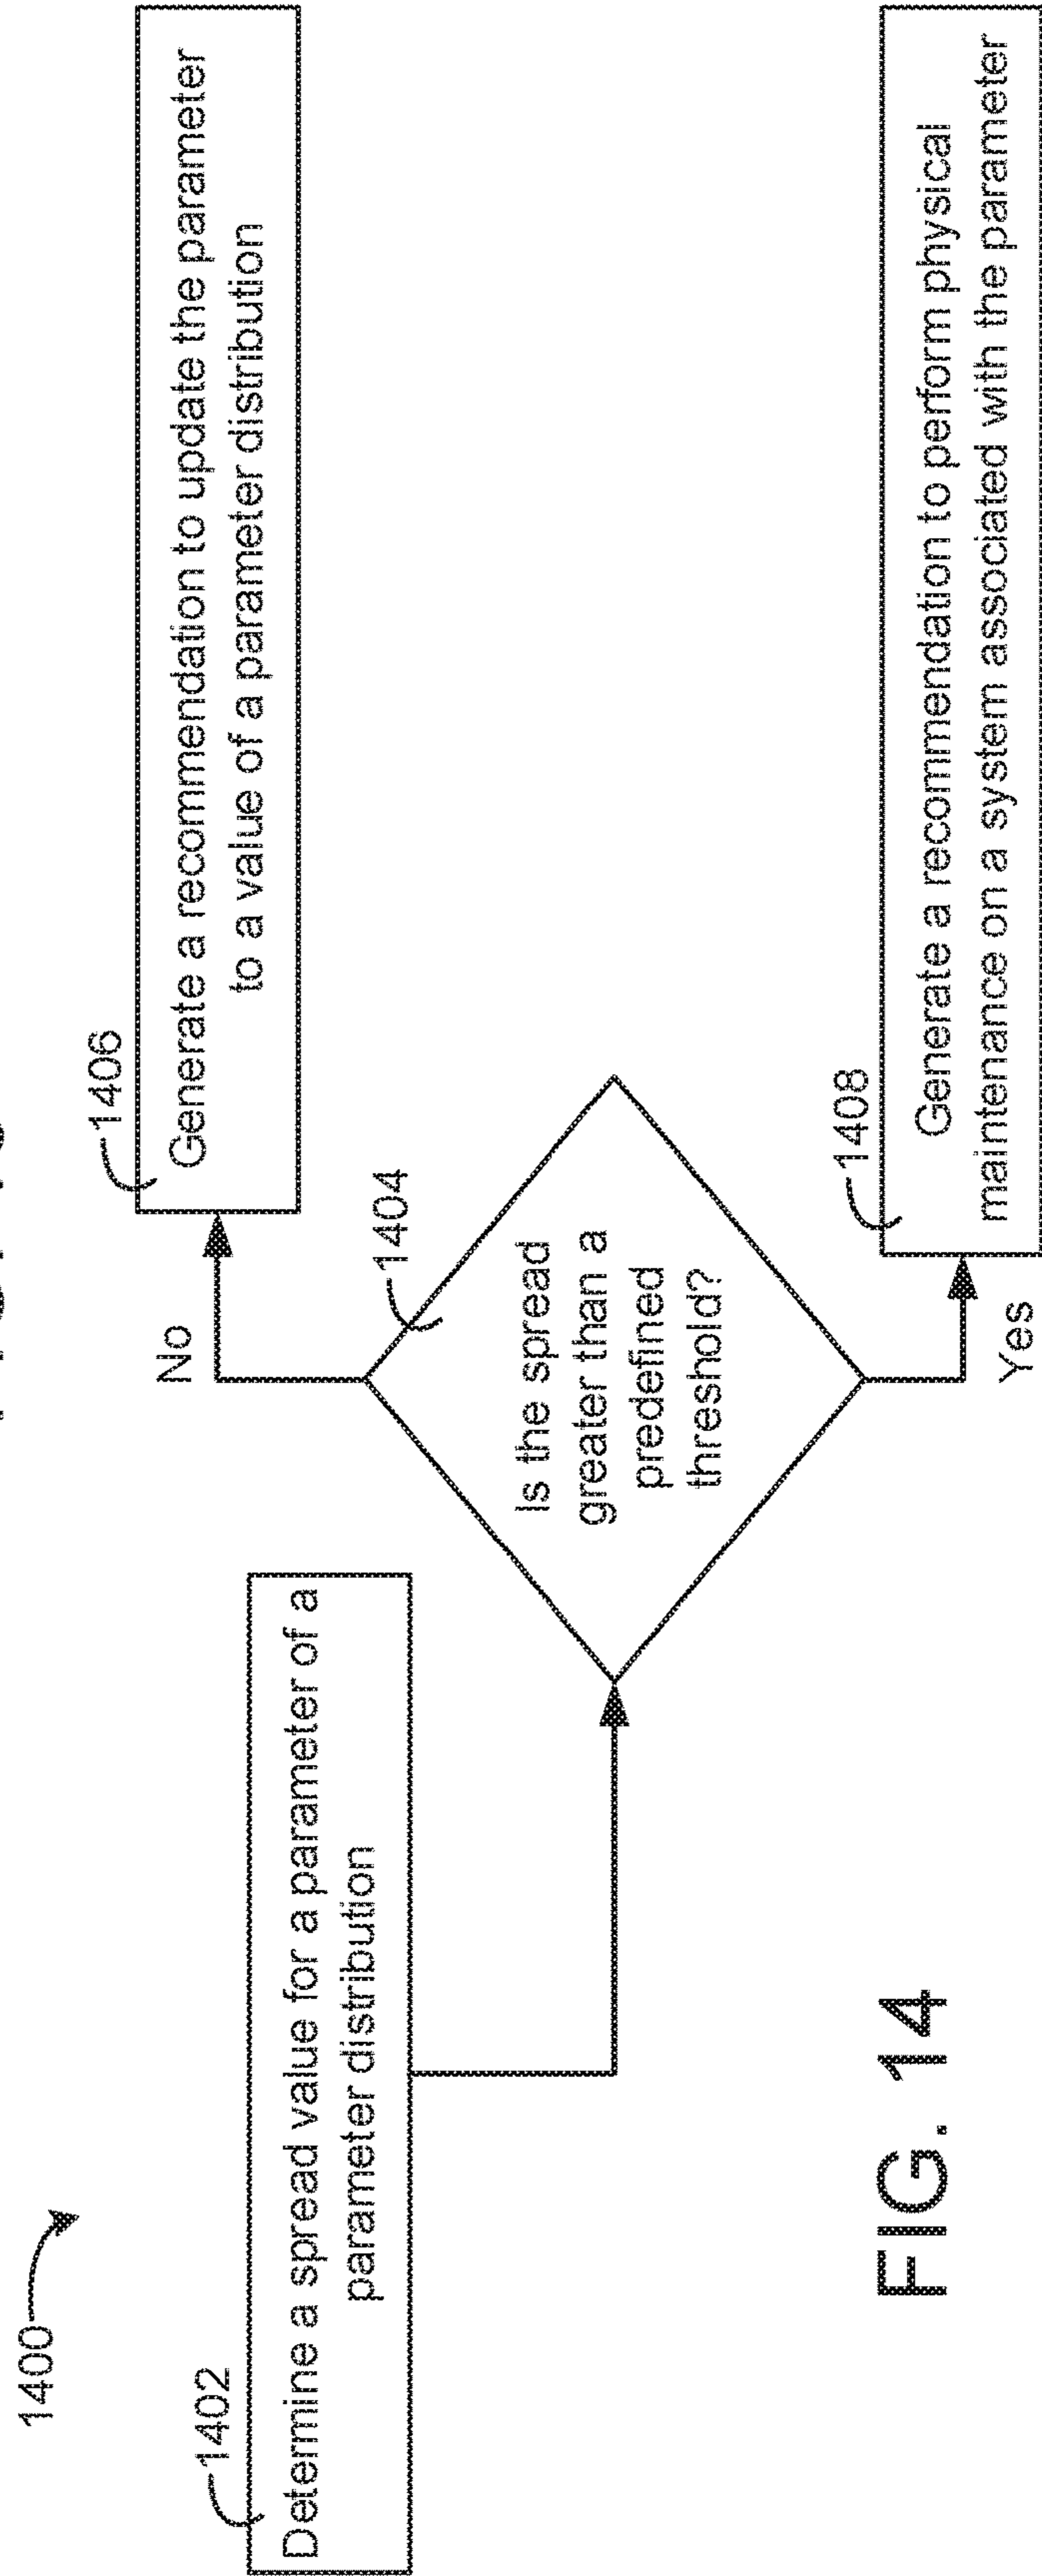 1400
1402
Determine a spread value for a parameter of a
parameter distribution
1404
Is the spread
greater than a
predefined
threshold?
No
1406
Generate a recommendation to update the parameter
to a value of a parameter distribution
Yes
1408
Generate a recommendation to perform physical
maintenance on a system associated with the parameter
FIG. 14